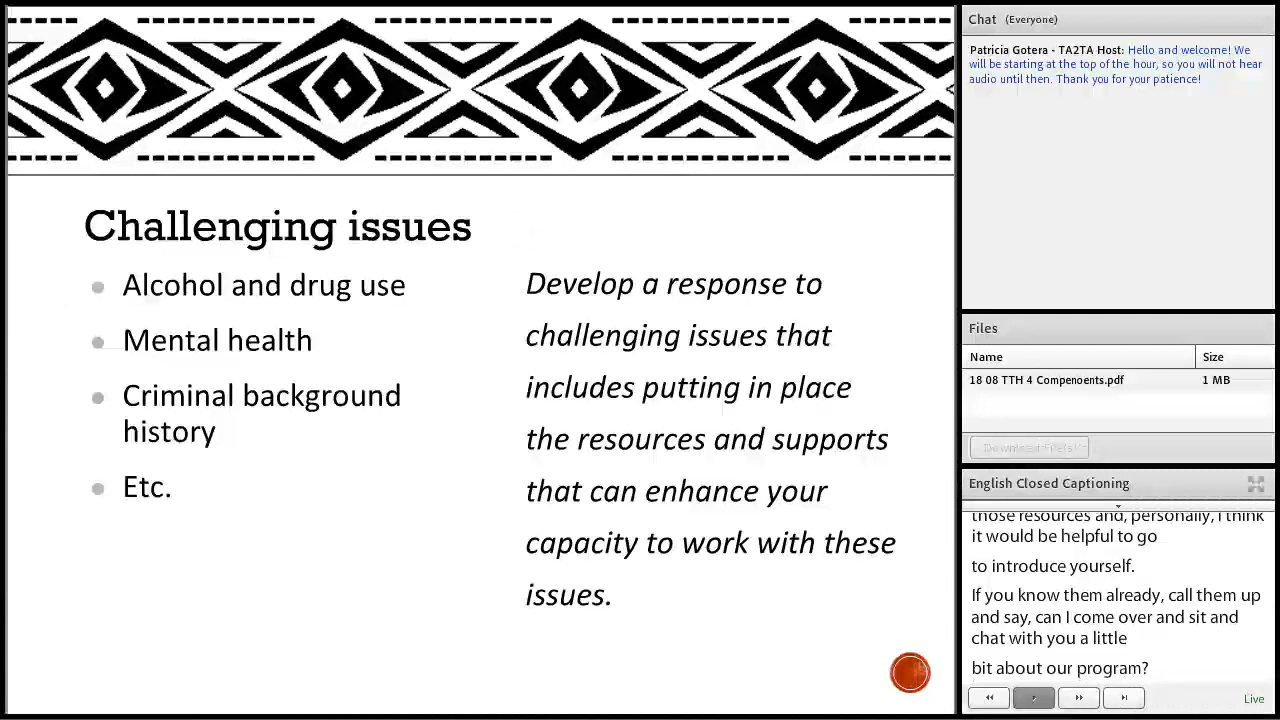 Challenging issues
Alcohol and drug use
Mental health
Criminal background
history
Etc.
Develop a response to
challenging issues that
includes putting in place
the resources and supports
that can enhance your
capacity to work with these
issues.
Chat (Everyone)
Patricia Gotera - TA2TA Host: Hello and welcome! We
will be starting at the top of the hour, so you will not hear
audio until then. Thank you for your patience!
Files
Name Size
18 08 TTH 4 Compenoents.pdf 1 MB
Download File(s)
English Closed Captioning
those resources and, personally, I think
it would be helpful to go
to introduce yourself.
If you know them already, call them up
and say, can I come over and sit and
chat with you a little
bit about our program?
Live